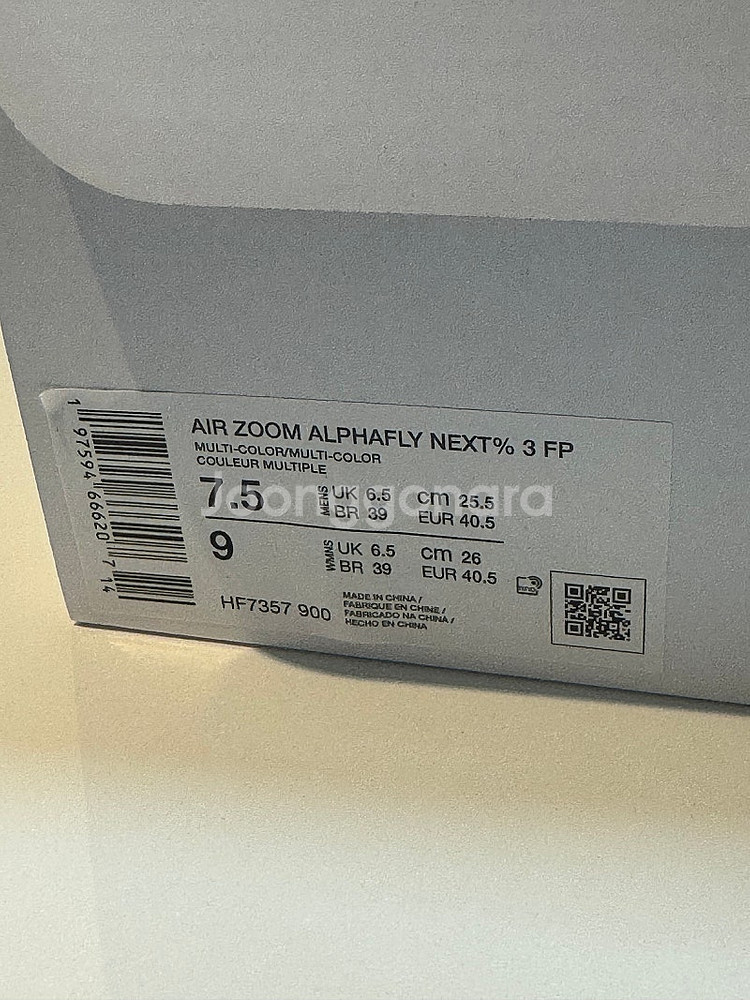 AIR ZOOM ALPHAFLY NEXT% 3 FP
MULTI-COLOR/MULTI-COLOR
COULEUR MULTIPLE
7.5 MENS UK 6.5 cm 25.5
BR 39 EUR 40.5
9 WMNS UK 6.5 cm 26
BR 39 EUR 40.5
HF7357 900
MADE IN CHINA /
FABRIQUE EN CHINE /
FABRICADO NA CHINA /
HECHO EN CHINA
1 97594 66620 7 14
Joonggonara